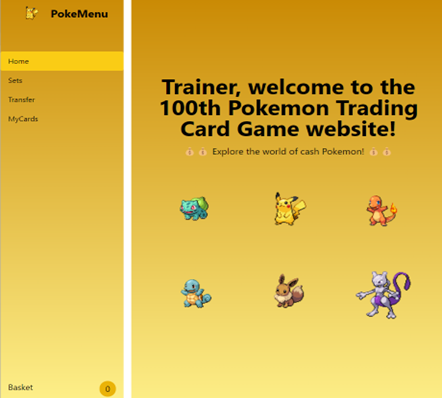 PokeMenu
Home
Sets
Transfer
MyCards
Basket
0
Trainer, welcome to the
100th Pokemon Trading
Card Game website!
Explore the world of cash Pokemon!